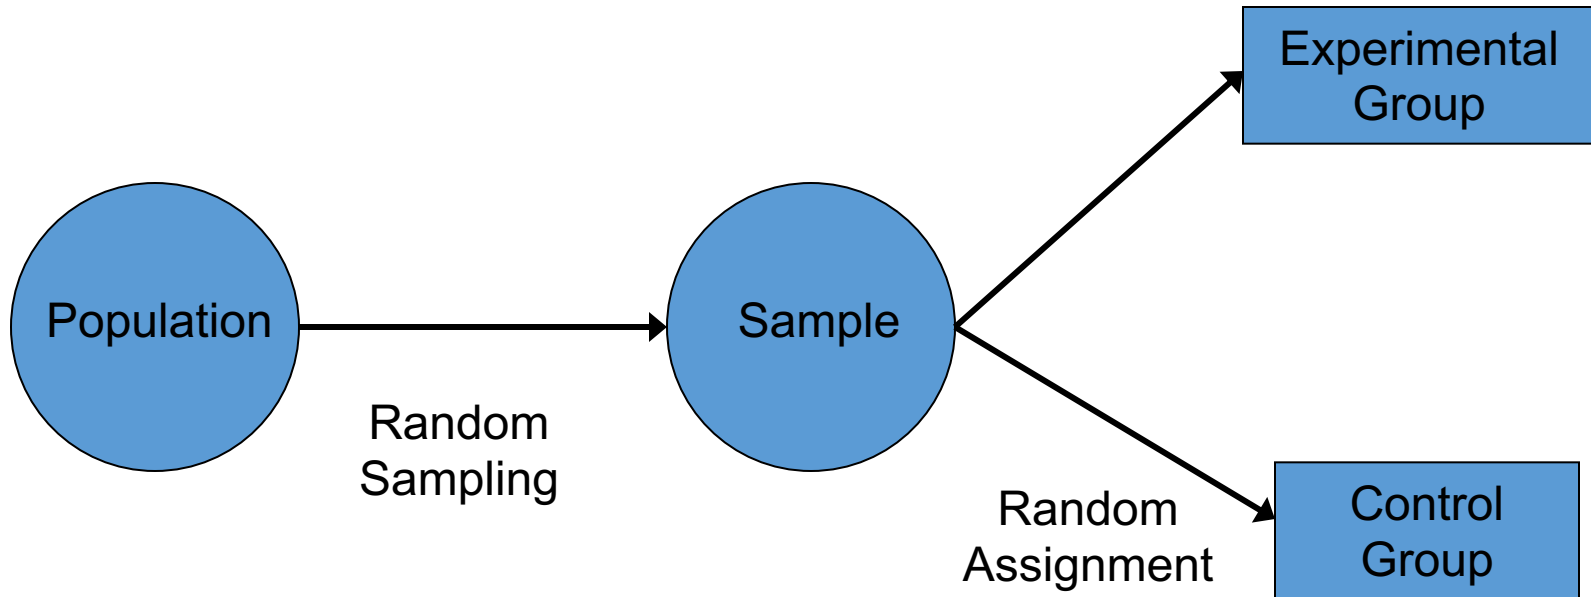 Experimental
Group
Population
Sample
Random
Sampling
Random
Assignment
Control
Group